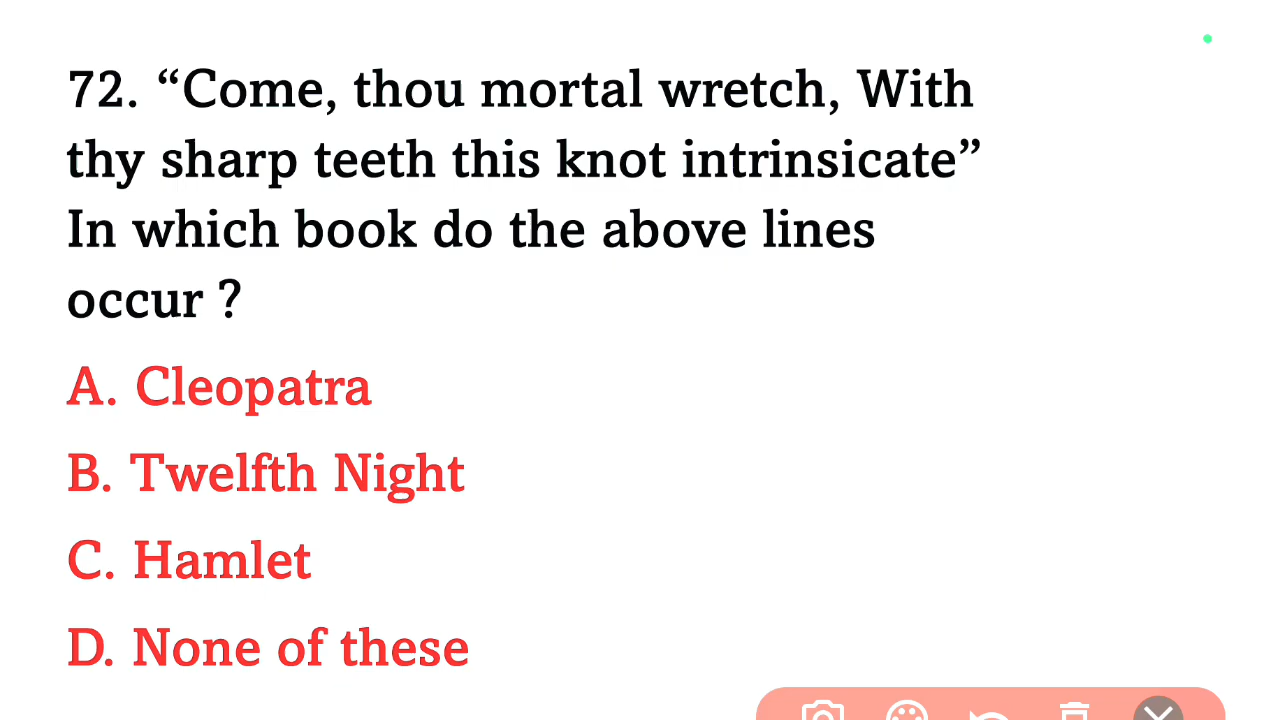 72. “Come, thou mortal wretch, With
thy sharp teeth this knot intrinsicate”
In which book do the above lines
occur ?
A. Cleopatra
B. Twelfth Night
C. Hamlet
D. None of these